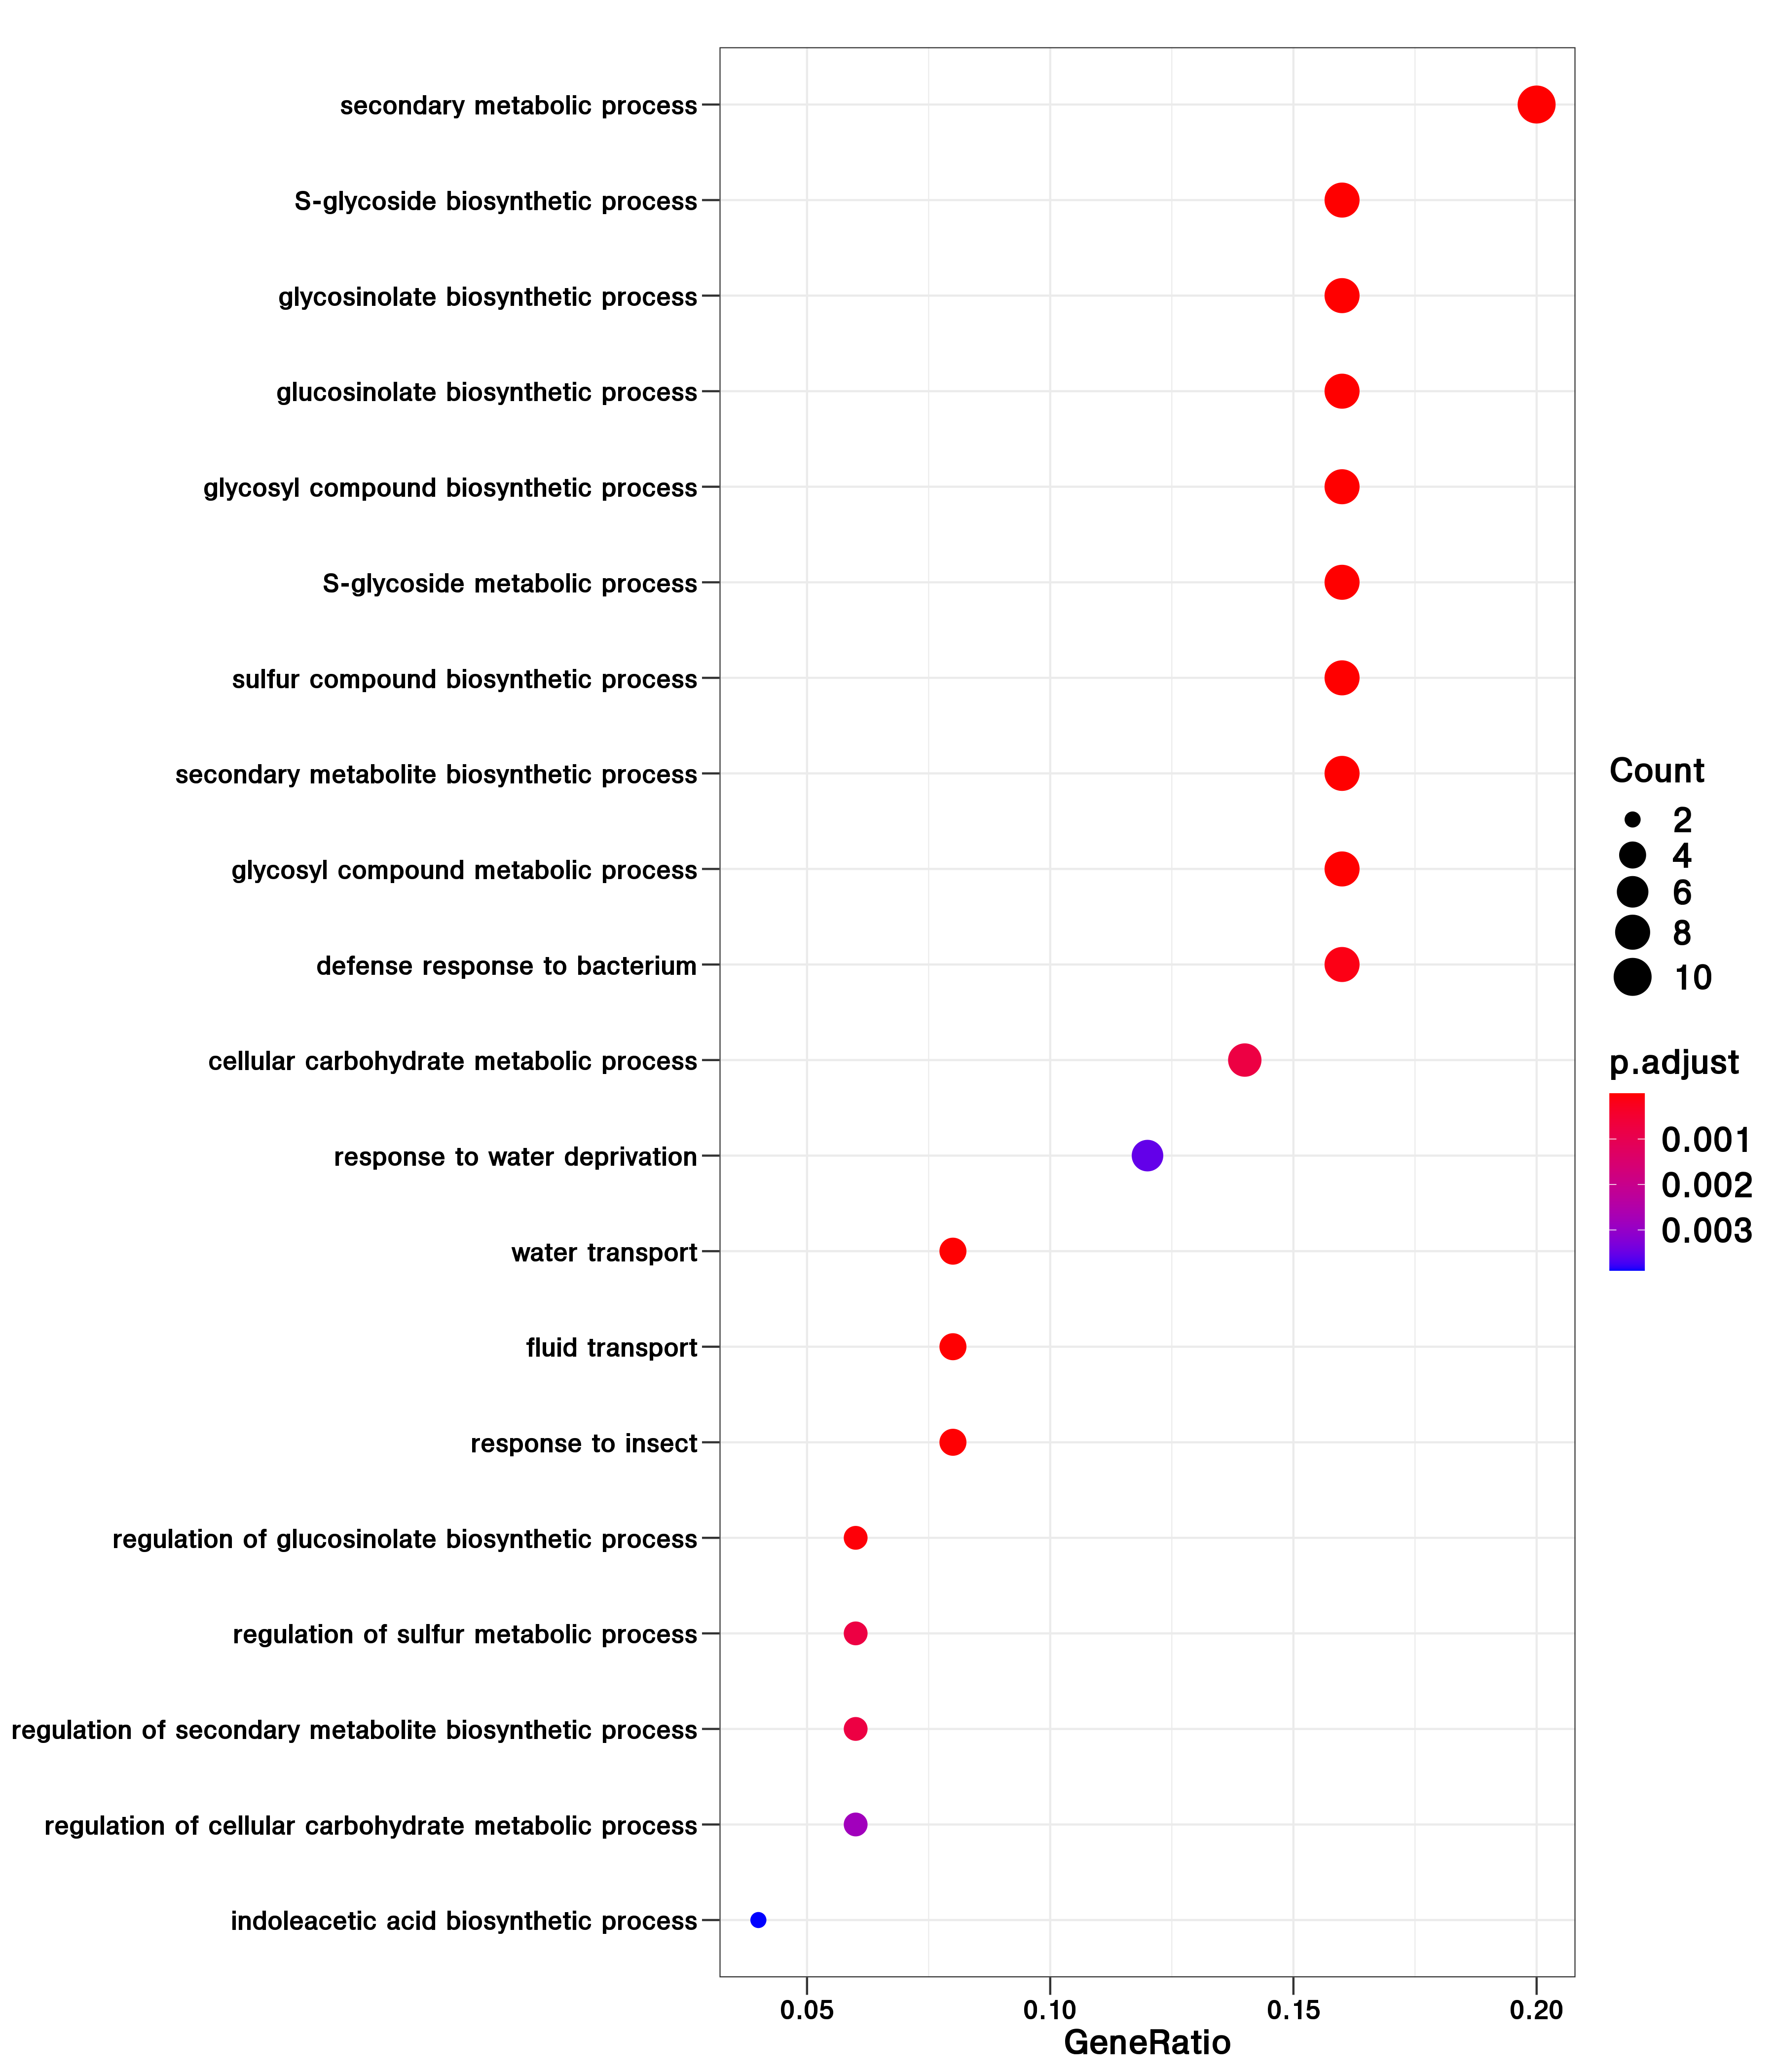 secondary metabolic process
S-glycoside biosynthetic process
glycosinolate biosynthetic process
glucosinolate biosynthetic process
glycosyl compound biosynthetic process
S-glycoside metabolic process
sulfur compound biosynthetic process
secondary metabolite biosynthetic process
glycosyl compound metabolic process
defense response to bacterium
cellular carbohydrate metabolic process
response to water deprivation
water transport
fluid transport
response to insect
regulation of glucosinolate biosynthetic process
regulation of sulfur metabolic process
regulation of secondary metabolite biosynthetic process
regulation of cellular carbohydrate metabolic process
indoleacetic acid biosynthetic process
0.05 0.10 0.15 0.20
GeneRatio
Count
2
4
6
8
10
p.adjust
0.001
0.002
0.003